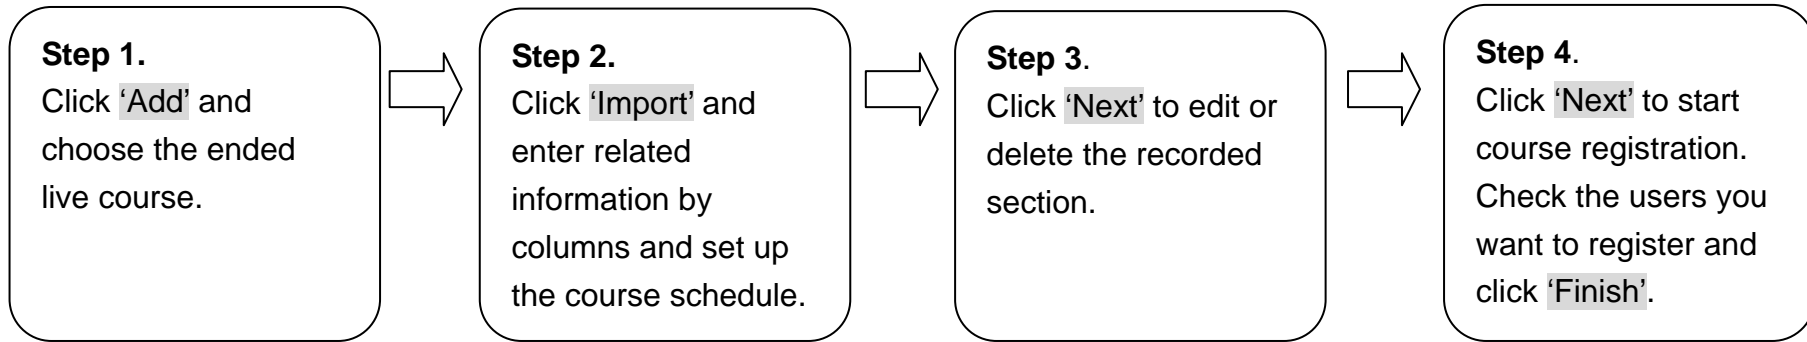 Step 1.
Click ‘Add’ and
choose the ended
live course.
Step 2.
Click ‘Import’ and
enter related
information by
columns and set up
the course schedule.
Step 3.
Click ‘Next’ to edit or
delete the recorded
section.
Step 4.
Click ‘Next’ to start
course registration.
Check the users you
want to register and
click ‘Finish’.